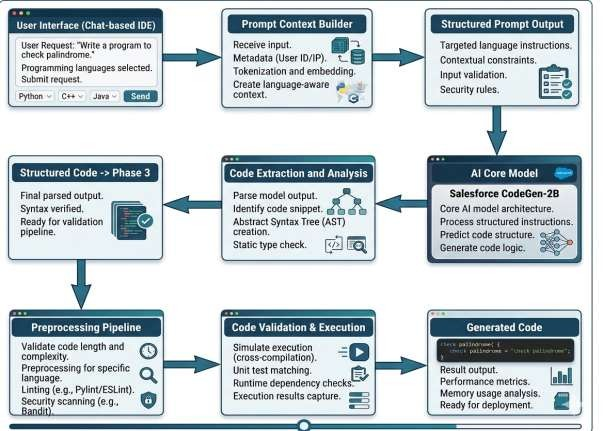 User Interface (Chat-based IDE)
User Request: "Write a program to
check palindrome."
Programming languages selected.
Submit request.
Python C++ Java Send
Prompt Context Builder
Receive input.
Metadata (User ID/IP).
Tokenization and embedding.
Create language-aware
context.
Structured Prompt Output
Targeted language instructions.
Contextual constraints.
Input validation.
Security rules.
Structured Code -> Phase 3
Final parsed output.
Syntax verified.
Ready for validation
pipeline.
Code Extraction and Analysis
Parse model output.
Identify code snippet.
Abstract Syntax Tree (AST)
creation.
Static type check.
AI Core Model
Salesforce CodeGen-2B
Core AI model architecture.
Process structured instructions.
Predict code structure.
Generate code logic.
Preprocessing Pipeline
Validate code length and
complexity.
Preprocessing for specific
language.
Linting (e.g., Pylint/ESLint).
Security scanning (e.g.,
Bandit).
Code Validation & Execution
Simulate execution
(cross-compilation).
Unit test matching.
Runtime dependency checks.
Execution results capture.
Generated Code
check palindrome( {
check palindrome = "check palindrome";
}
Result output.
Performance metrics.
Memory usage analysis.
Ready for deployment.